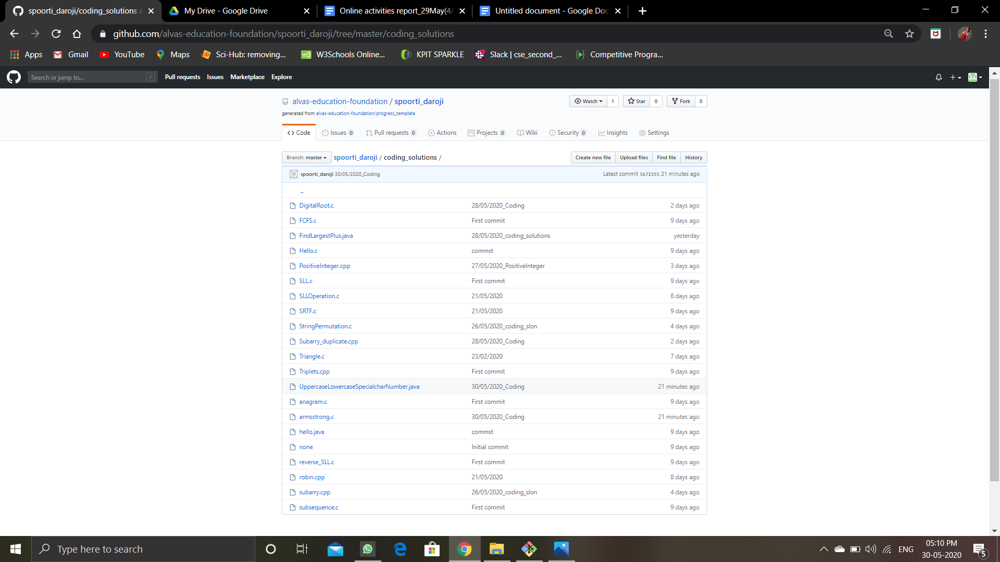 spoorti_daroji/coding_solutions a
My Drive - Google Drive
Online activities report_29May(4A
Untitled document - Google Doc
github.com/alvas-education-foundation/spoorti_daroji/tree/master/coding_solutions
Apps Gmail YouTube Maps Sci-Hub: removing... W3Schools Online... KPIT SPARKLE Slack | cse_second_... Competitive Progra...
Search or jump to... / Pull requests Issues Marketplace Explore
alvas-education-foundation / spoorti_daroji Watch 1 Star 0 Fork 0
generated from alvas-education-foundation/progress_template
Code Issues 0 Pull requests 0 Actions Projects 0 Wiki Security 0 Insights Settings
Branch: master spoorti_daroji / coding_solutions / Create new file Upload files Find file History
spoorti_daroji 30/05/2020_Coding Latest commit 5671555 21 minutes ago
..
DigitalRoot.c 28/05/2020_Coding 2 days ago
FCFS.c First commit 9 days ago
FindLargestPlus.java 28/05/2020_coding_solutions yesterday
Hello.c commst 9 days ago
PositiveInteger.cpp 27/05/2020_PositiveInteger 3 days ago
SLL.c First commit 9 days ago
SLLOperation.c 21/05/2020 8 days ago
SRTF.c 21/05/2020 9 days ago
StringPermutation.c 26/05/2020_coding_slon 4 days ago
Subarry_duplicate.cpp 28/05/2020_Coding 2 days ago
Triangle.c 23/02/2020 7 days ago
Triplets.cpp First commit 9 days ago
UppercaseLowercaseSpecialcharNumber.java 30/05/2020_Coding 21 minutes ago
anagram.c First commit 9 days ago
armsstrong.c 30/05/2020_Coding 21 minutes ago
hello.java commst 9 days ago
none Initial commit 9 days ago
reverse_SLL.c First commit 9 days ago
robin.cpp 21/05/2020 8 days ago
subarry.cpp 26/05/2020_coding_slon 4 days ago
subsequence.c First commit 9 days ago
Type here to search
ENG
05:10 PM
30-05-2020
5